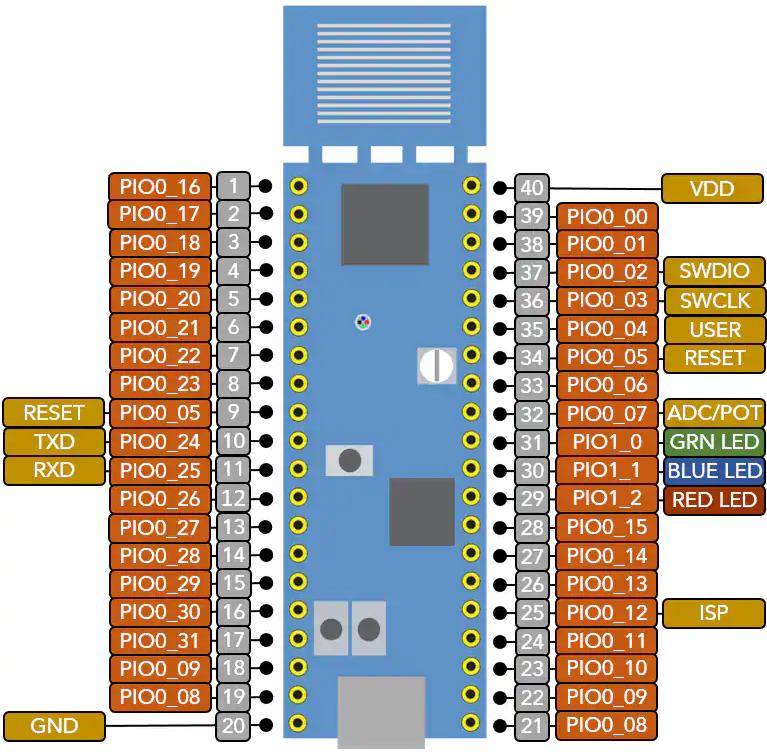 PIO0_16 1
PIO0_17 2
PIO0_18 3
PIO0_19 4
PIO0_20 5
PIO0_21 6
PIO0_22 7
PIO0_23 8
RESET PIO0_05 9
TXD PIO0_24 10
RXD PIO0_25 11
PIO0_26 12
PIO0_27 13
PIO0_28 14
PIO0_29 15
PIO0_30 16
PIO0_31 17
PIO0_09 18
PIO0_08 19
GND 20
40 VDD
39 PIO0_00
38 PIO0_01
37 PIO0_02 SWDIO
36 PIO0_03 SWCLK
35 PIO0_04 USER
34 PIO0_05 RESET
33 PIO0_06
32 PIO0_07 ADC/POT
31 PIO1_0 GRN LED
30 PIO1_1 BLUE LED
29 PIO1_2 RED LED
28 PIO0_15
27 PIO0_14
26 PIO0_13
25 PIO0_12 ISP
24 PIO0_11
23 PIO0_10
22 PIO0_09
21 PIO0_08